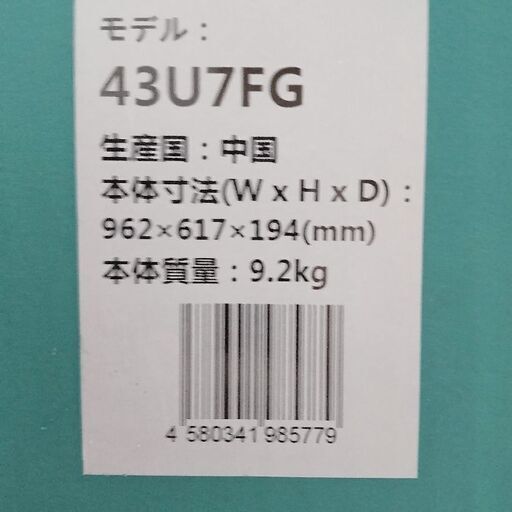 モデル：
43U7FG
生産国：中国
本体寸法(W x H x D)：
962×617×194(mm)
本体質量：9.2kg
4 580341 985779